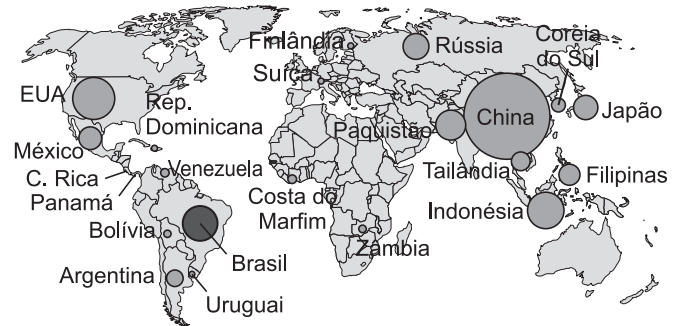 Finlândia
Rússia
Coreia
do Sul
Suíça
EUA
Rep.
Dominicana
Paquistão
China
Japão
México
Venezuela
Tailândia
Filipinas
C. Rica
Panamá
Costa do
Marfim
Indonésia
Bolívia
Zâmbia
Brasil
Argentina
Uruguai